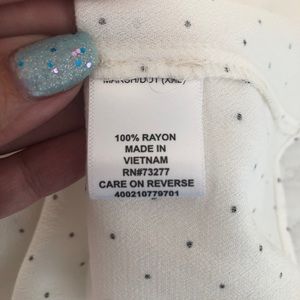 100% RAYON
MADE IN
VIETNAM
RN#73277
CARE ON REVERSE
400210779701